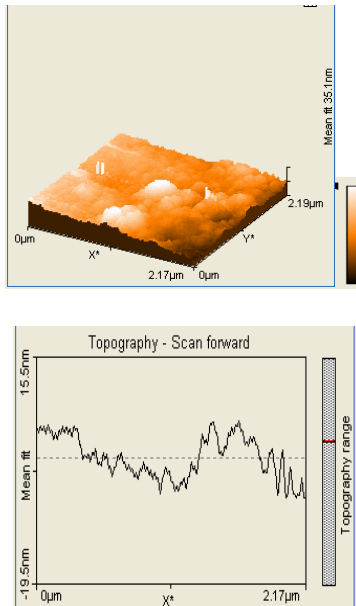 Mean fit 35.1nm
2.19µm
0µm
X*
Y*
2.17µm
0µm
Topography - Scan forward
15.5nm
Mean fit
-19.5nm
Topography range
0µm
X*
2.17µm